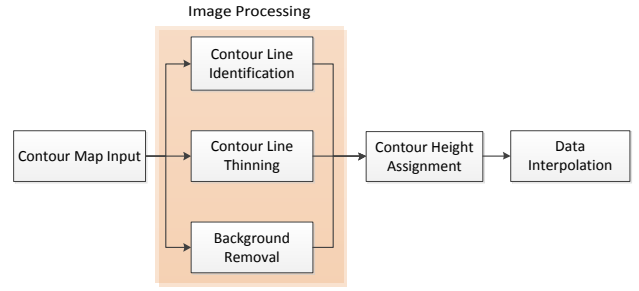 Image Processing
Contour Line
Identification
Contour Map Input
Contour Line
Thinning
Contour Height
Assignment
Data
Interpolation
Background
Removal